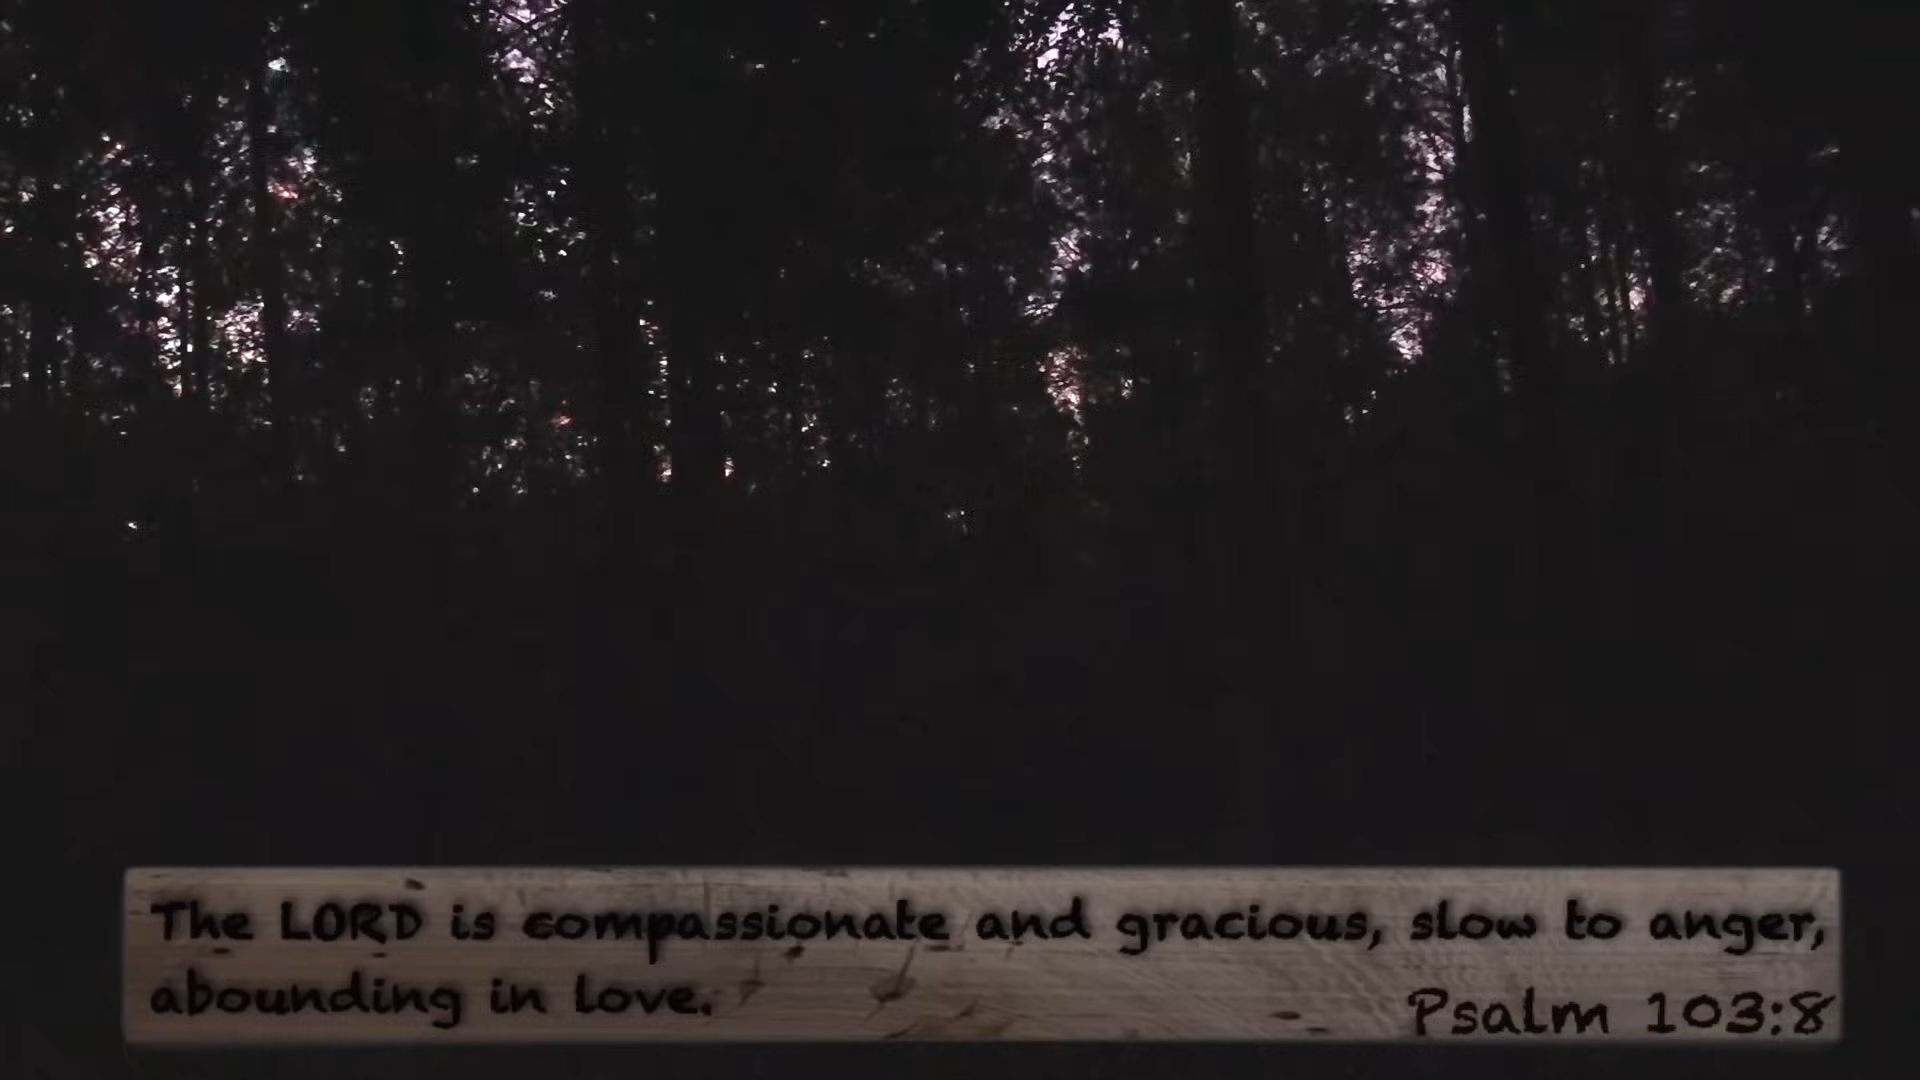 The LORD is compassionate and gracious, slow to anger,
abounding in love.
Psalm 103:8